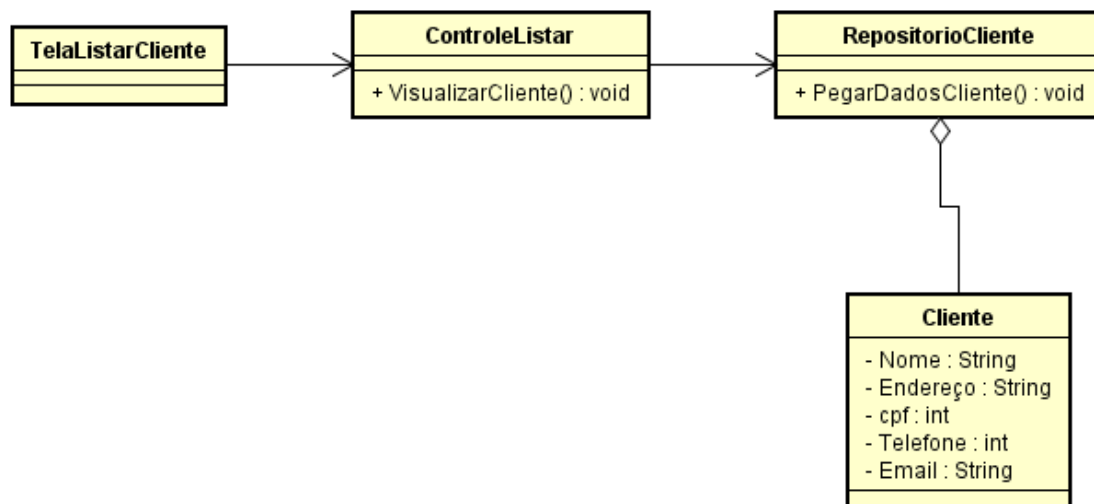 TelaListarCliente
ControleListar
+ VisualizarCliente() : void
RepositorioCliente
+ PegarDadosCliente() : void
Cliente
- Nome : String
- Endereço : String
- cpf : int
- Telefone : int
- Email : String